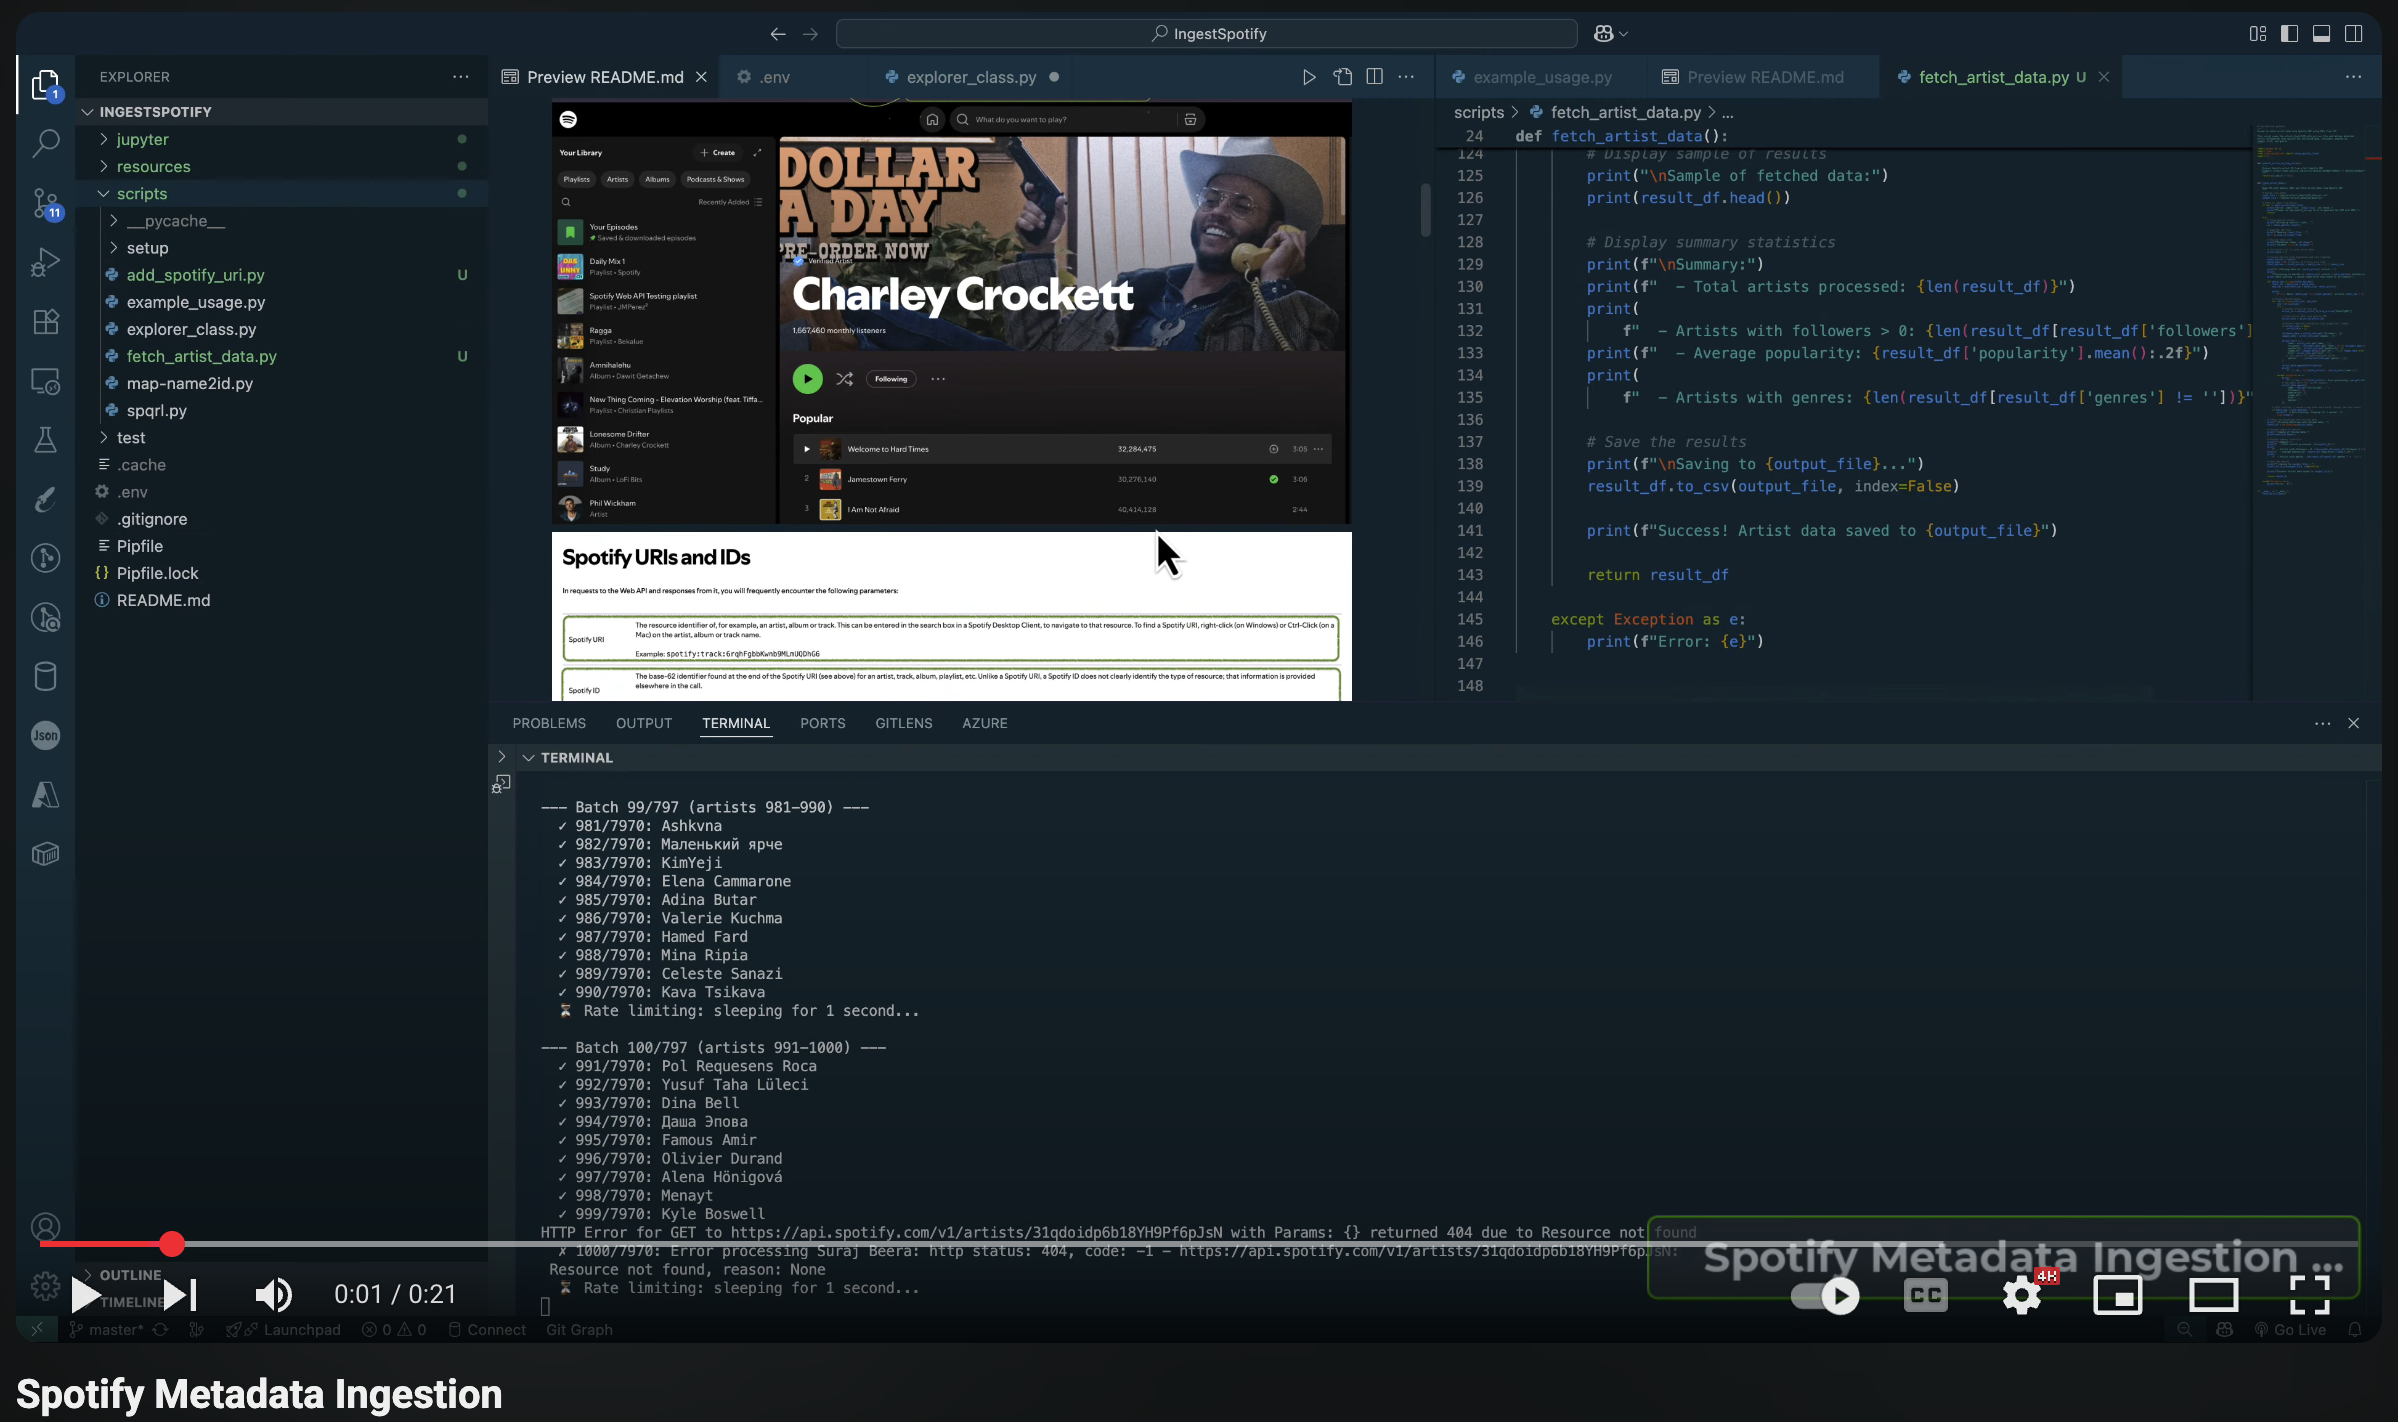 IngestSpotify
EXPLORER
INGESTSPOTIFY
jupyter
resources
scripts
__pycache__
setup
add_spotify_uri.py U
example_usage.py
explorer_class.py
fetch_artist_data.py U
map-name2id.py
spqrl.py
test
.cache
.env
.gitignore
Pipfile
Pipfile.lock
README.md
1
11
Json
Preview README.md
.env
explorer_class.py
What do you want to play?
Your Library
Create
Playlists Artists Albums Podcasts & Shows
Recently Added
Your Episodes
Saved & downloaded episodes
Daily Mix 1
Playlist • Spotify
Spotify Web API Testing playlist
Playlist • JMPerez²
Ragga
Playlist • Bekalue
Amnihalehu
Album • Dawit Getachew
New Thing Coming - Elevation Worship (feat. Tiffa...
Playlist • Christian Playlists
Lonesome Drifter
Album • Charley Crockett
Study
Album • LoFi Bits
Phil Wickham
Artist
DOLLAR
A DAY
PRE-ORDER NOW
Verified Artist
Charley Crockett
1,667,460 monthly listeners
Following
Popular
Welcome to Hard Times 32,284,475 3:05
2 Jamestown Ferry 30,276,140 3:06
3 I Am Not Afraid 40,414,128 2:44
Spotify URIs and IDs
In requests to the Web API and responses from it, you will frequently encounter the following parameters:
Spotify URI
The resource identifier of, for example, an artist, album or track. This can be entered in the search box in a Spotify Desktop Client, to navigate to that resource. To find a Spotify URI, right-click (on Windows) or Ctrl-Click (on a
Mac) on the artist, album or track name.
Example: spotify:track:6rqhFgbbKwnb9MLmUQDhG6
Spotify ID
The base-62 identifier found at the end of the Spotify URI (see above) for an artist, track, album, playlist, etc. Unlike a Spotify URI, a Spotify ID does not clearly identify the type of resource; that information is provided
elsewhere in the call.
example_usage.py
Preview README.md
fetch_artist_data.py U
scripts > fetch_artist_data.py > ...
24 def fetch_artist_data():
124 # Display sample of results
125 print("\nSample of fetched data:")
126 print(result_df.head())
127
128 # Display summary statistics
129 print(f"\nSummary:")
130 print(f" – Total artists processed: {len(result_df)}")
131 print(
132 f" – Artists with followers > 0: {len(result_df[result_df['followers']
133 print(f" – Average popularity: {result_df['popularity'].mean():.2f}")
134 print(
135 f" – Artists with genres: {len(result_df[result_df['genres'] != ''])}"
136
137 # Save the results
138 print(f"\nSaving to {output_file}...")
139 result_df.to_csv(output_file, index=False)
140
141 print(f"Success! Artist data saved to {output_file}")
142
143 return result_df
144
145 except Exception as e:
146 print(f"Error: {e}")
147
148
PROBLEMS OUTPUT TERMINAL PORTS GITLENS AZURE
TERMINAL
--- Batch 99/797 (artists 981-990) ---
✓ 981/7970: Ashkvna
✓ 982/7970: Маленький ярче
✓ 983/7970: KimYeji
✓ 984/7970: Elena Cammarone
✓ 985/7970: Adina Butar
✓ 986/7970: Valerie Kuchma
✓ 987/7970: Hamed Fard
✓ 988/7970: Mina Ripia
✓ 989/7970: Celeste Sanazi
✓ 990/7970: Kava Tsikava
⏳ Rate limiting: sleeping for 1 second...
--- Batch 100/797 (artists 991-1000) ---
✓ 991/7970: Pol Requesens Roca
✓ 992/7970: Yusuf Taha Lüleci
✓ 993/7970: Dina Bell
✓ 994/7970: Даша Эпова
✓ 995/7970: Famous Amir
✓ 996/7970: Olivier Durand
✓ 997/7970: Alena Hönigová
✓ 998/7970: Menayt
✓ 999/7970: Kyle Boswell
HTTP Error for GET to https://api.spotify.com/v1/artists/31qdoidp6b18YH9Pf6pJsN with Params: {} returned 404 due to Resource not found
✗ 1000/7970: Error processing Suraj Beera: http status: 404, code: -1 - https://api.spotify.com/v1/artists/31qdoidp6b18YH9Pf6pJsN:
Resource not found, reason: None
⏳ Rate limiting: sleeping for 1 second...
OUTLINE
TIMELINE
0:01 / 0:21
Spotify Metadata Ingestion ...
CC
4K
master* Launchpad 0 0 Connect Git Graph
Go Live
Spotify Metadata Ingestion